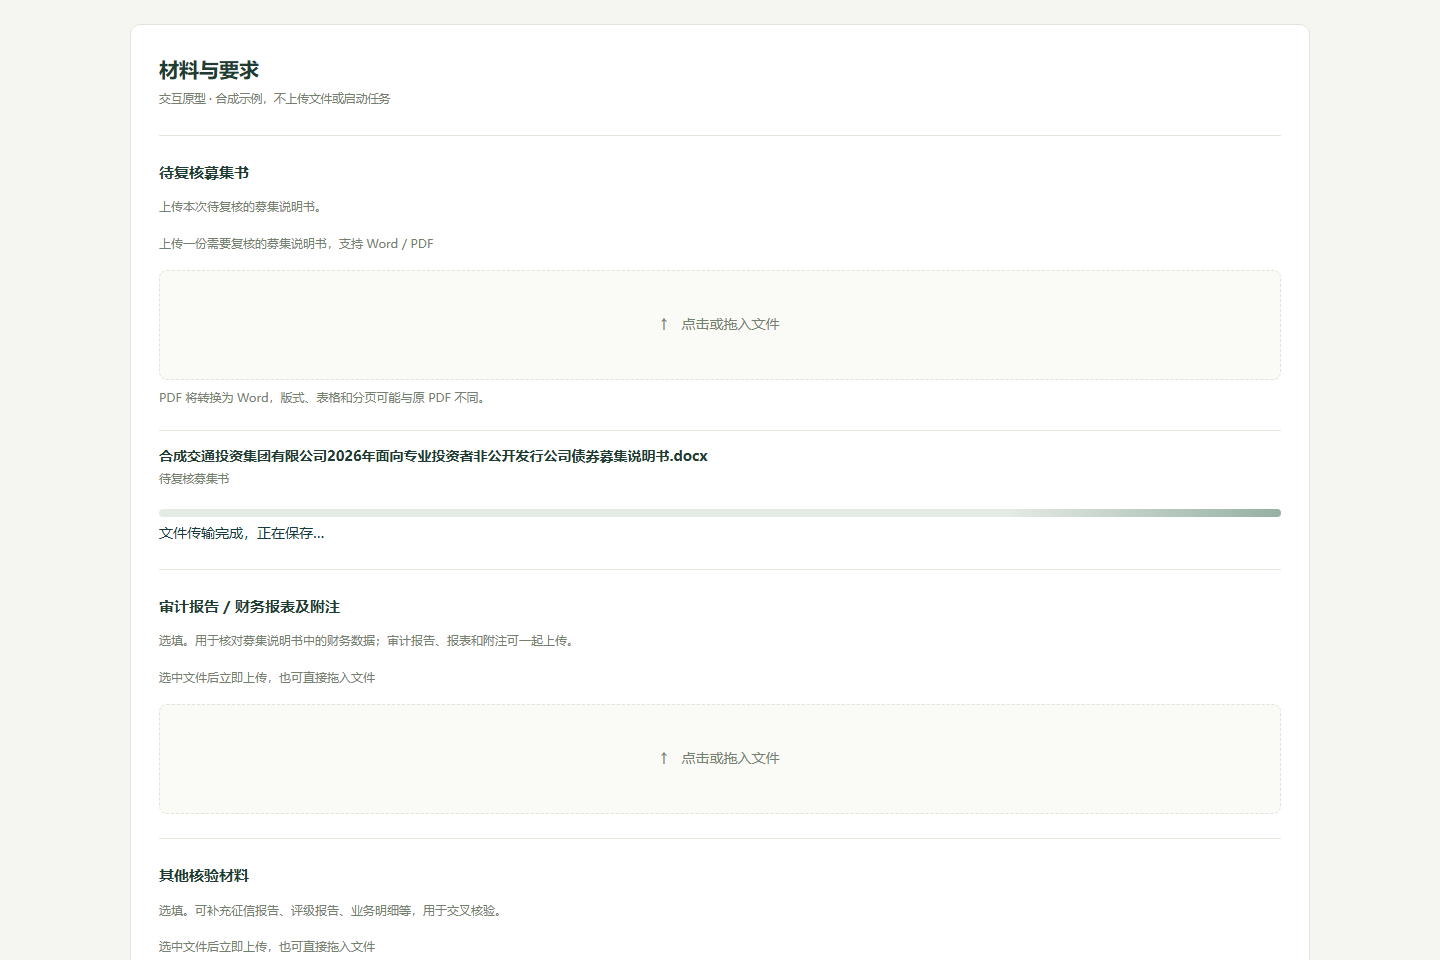 材料与要求
交互原型 · 合成示例，不上传文件或启动任务
待复核募集书
上传本次待复核的募集说明书。
上传一份需要复核的募集说明书，支持 Word / PDF
↑ 点击或拖入文件
PDF 将转换为 Word，版式、表格和分页可能与原 PDF 不同。
合成交通投资集团有限公司2026年面向专业投资者非公开发行公司债券募集说明书.docx
待复核募集书
文件传输完成，正在保存...
审计报告 / 财务报表及附注
选填。用于核对募集说明书中的财务数据；审计报告、报表和附注可一起上传。
选中文件后立即上传，也可直接拖入文件
↑ 点击或拖入文件
其他核验材料
选填。可补充征信报告、评级报告、业务明细等，用于交叉核验。
选中文件后立即上传，也可直接拖入文件